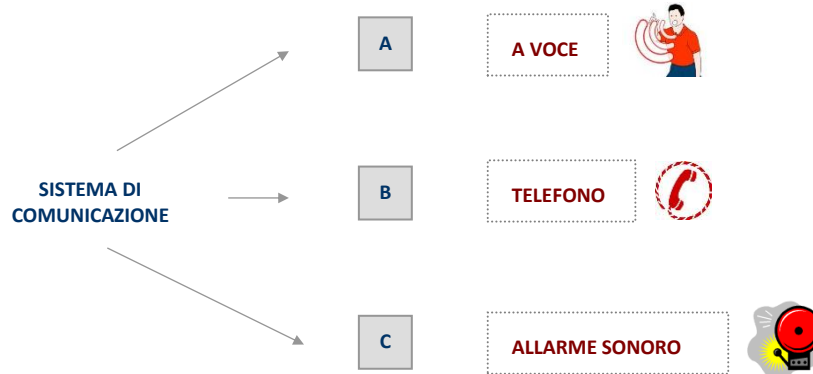 A
A VOCE
SISTEMA DI
COMUNICAZIONE
B
TELEFONO
C
ALLARME SONORO